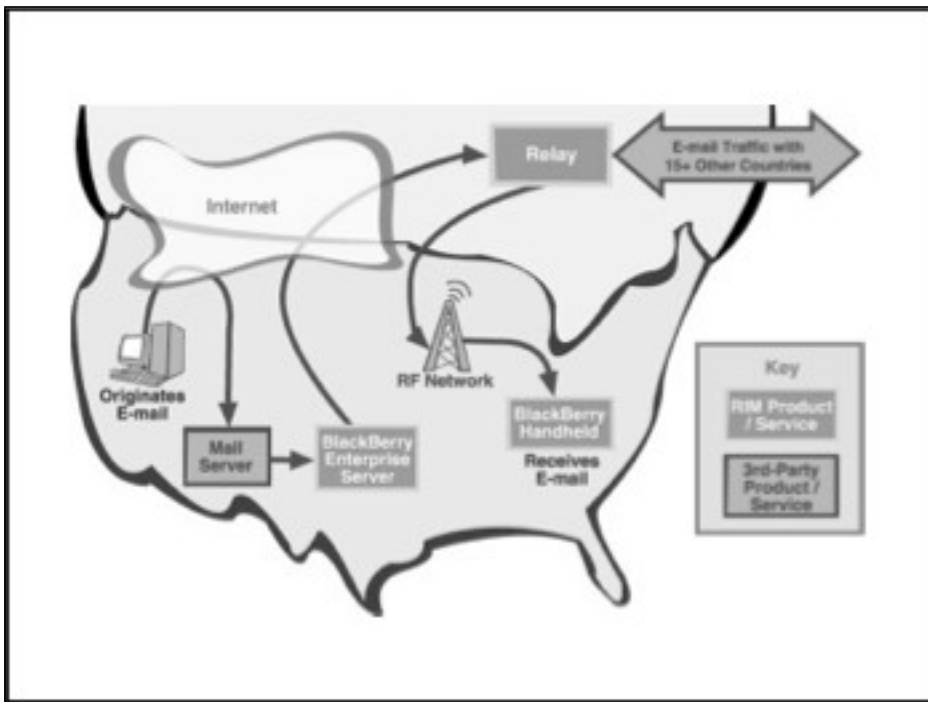 Relay
E-mail Traffic with
15+ Other Countries
Internet
Originates
E-mail
RF Network
Mail
Server
BlackBerry
Enterprise
Server
BlackBerry
Handheld
Receives
E-mail
Key
RIM Product
/ Service
3rd-Party
Product /
Service